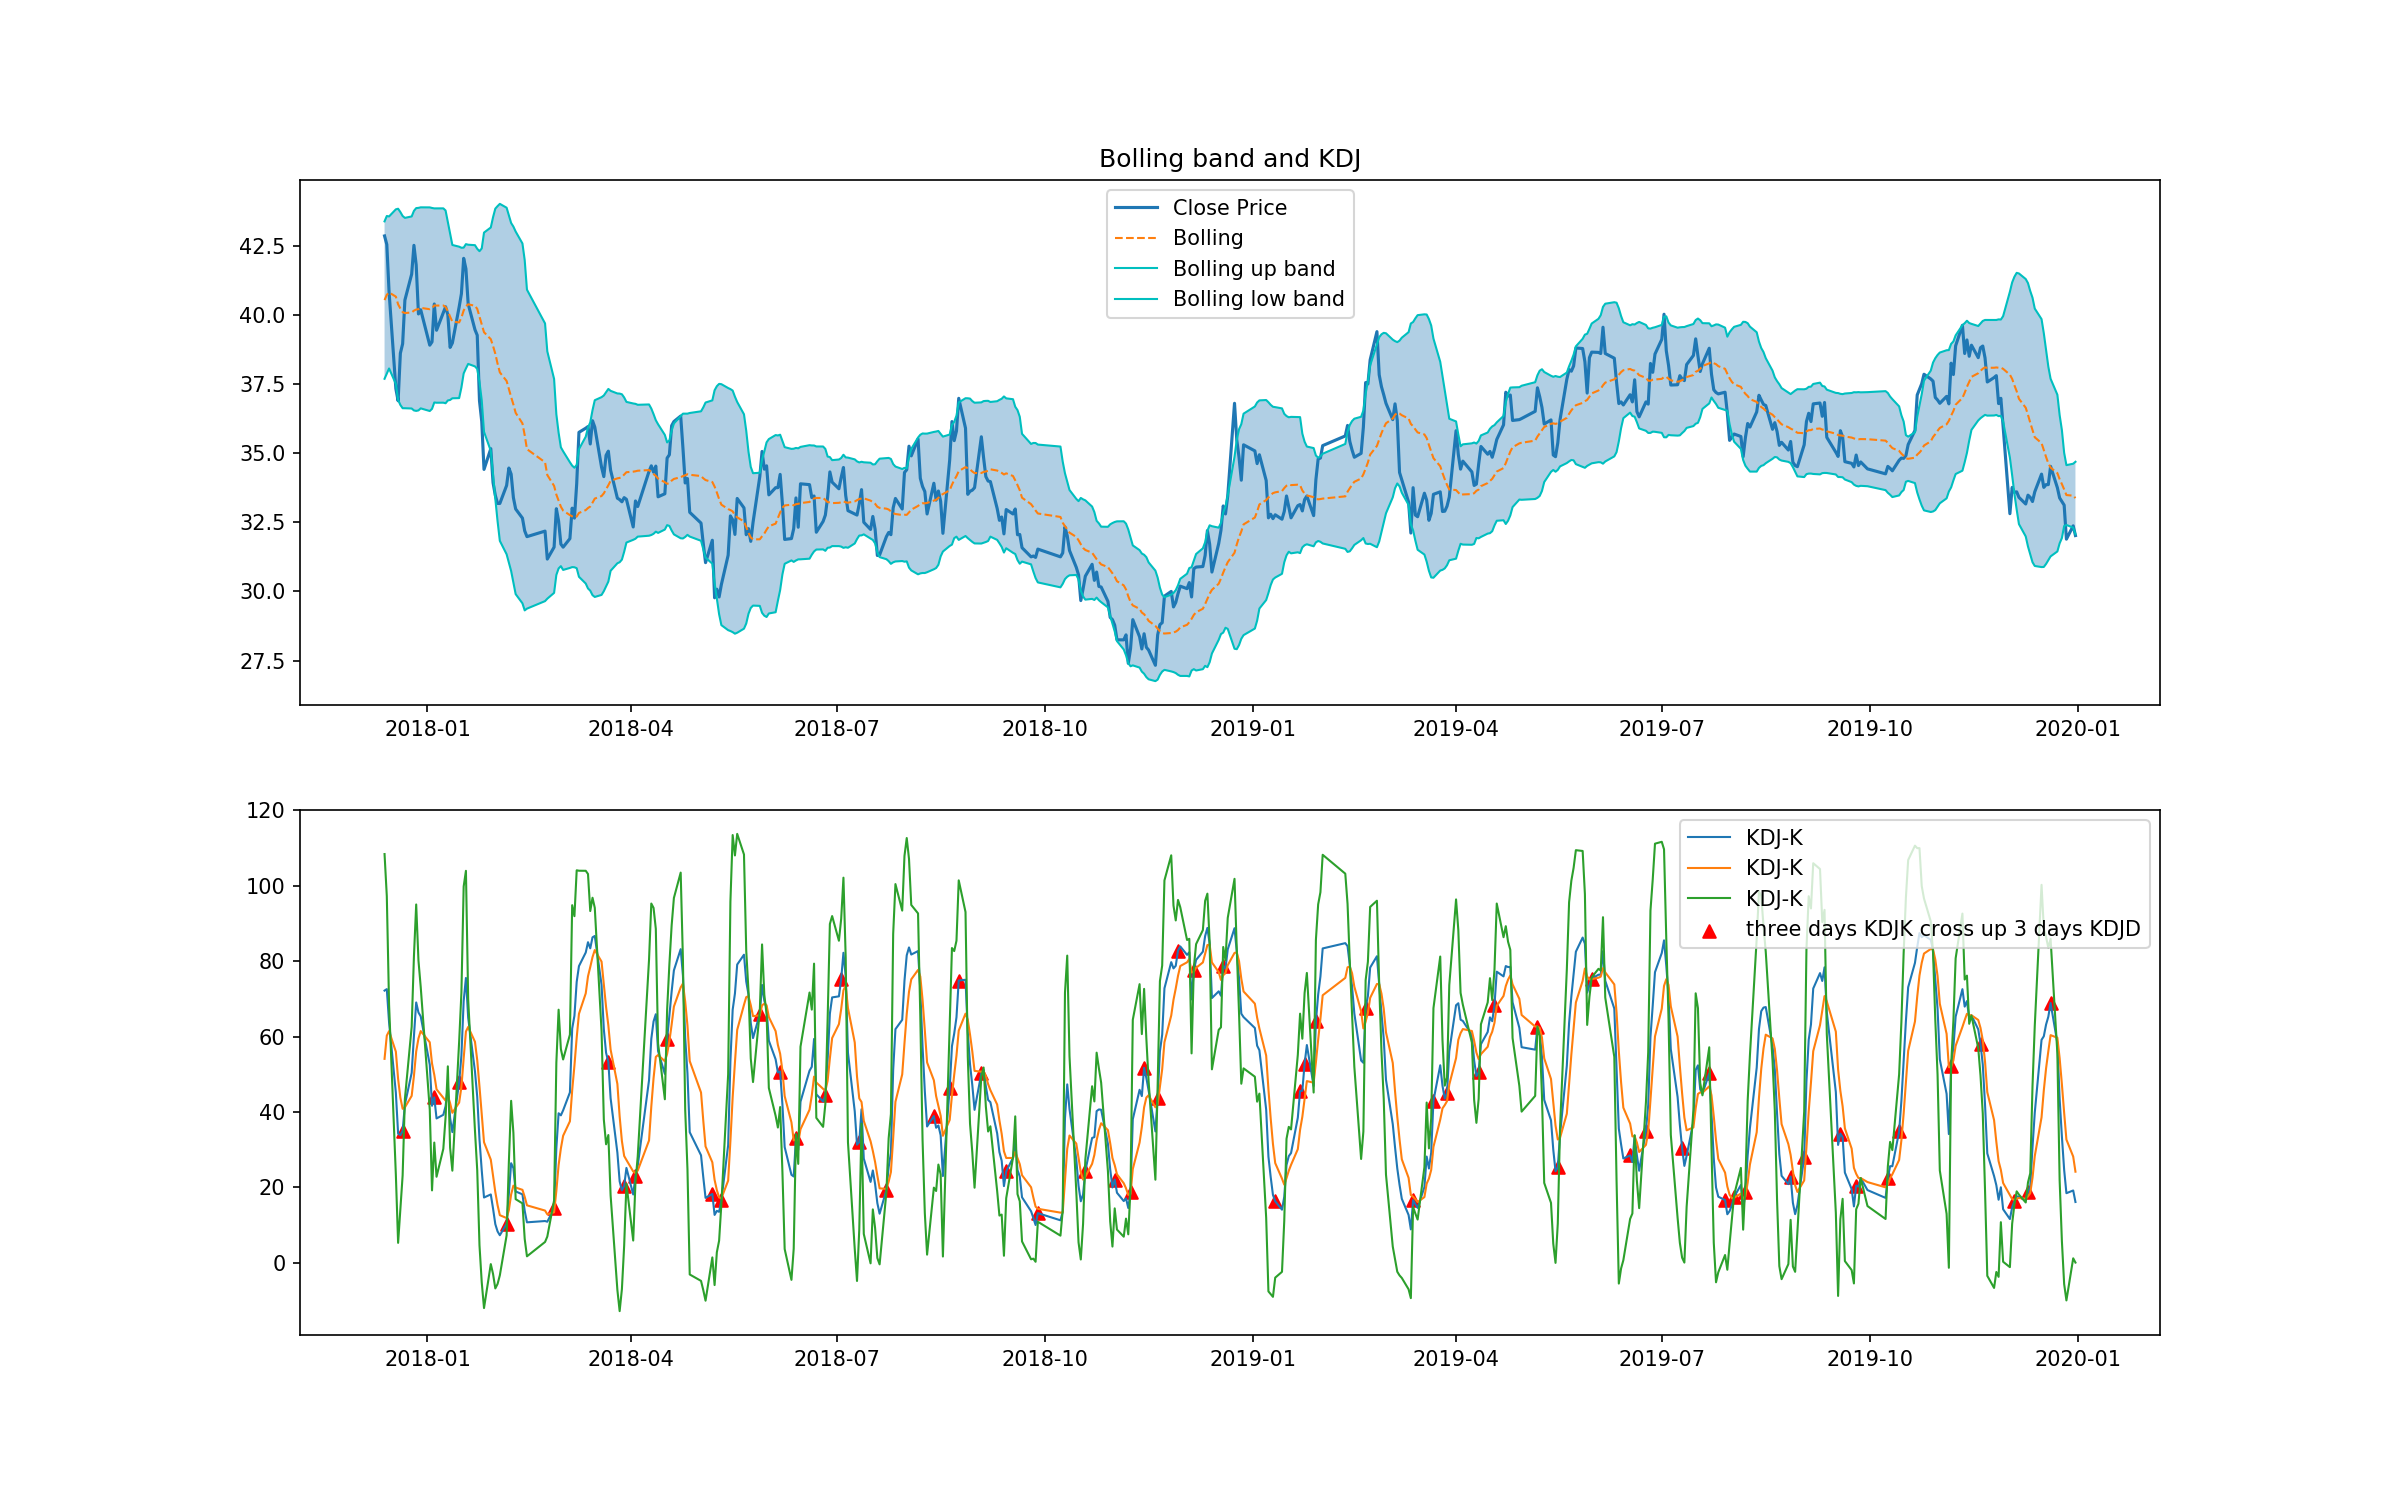 Bolling band and KDJ
Close Price
Bolling
Bolling up band
Bolling low band
42.5
40.0
37.5
35.0
32.5
30.0
27.5
2018-01 2018-04 2018-07 2018-10 2019-01 2019-04 2019-07 2019-10 2020-01
KDJ-K
KDJ-K
KDJ-K
three days KDJK cross up 3 days KDJD
120
100
80
60
40
20
0
2018-01 2018-04 2018-07 2018-10 2019-01 2019-04 2019-07 2019-10 2020-01